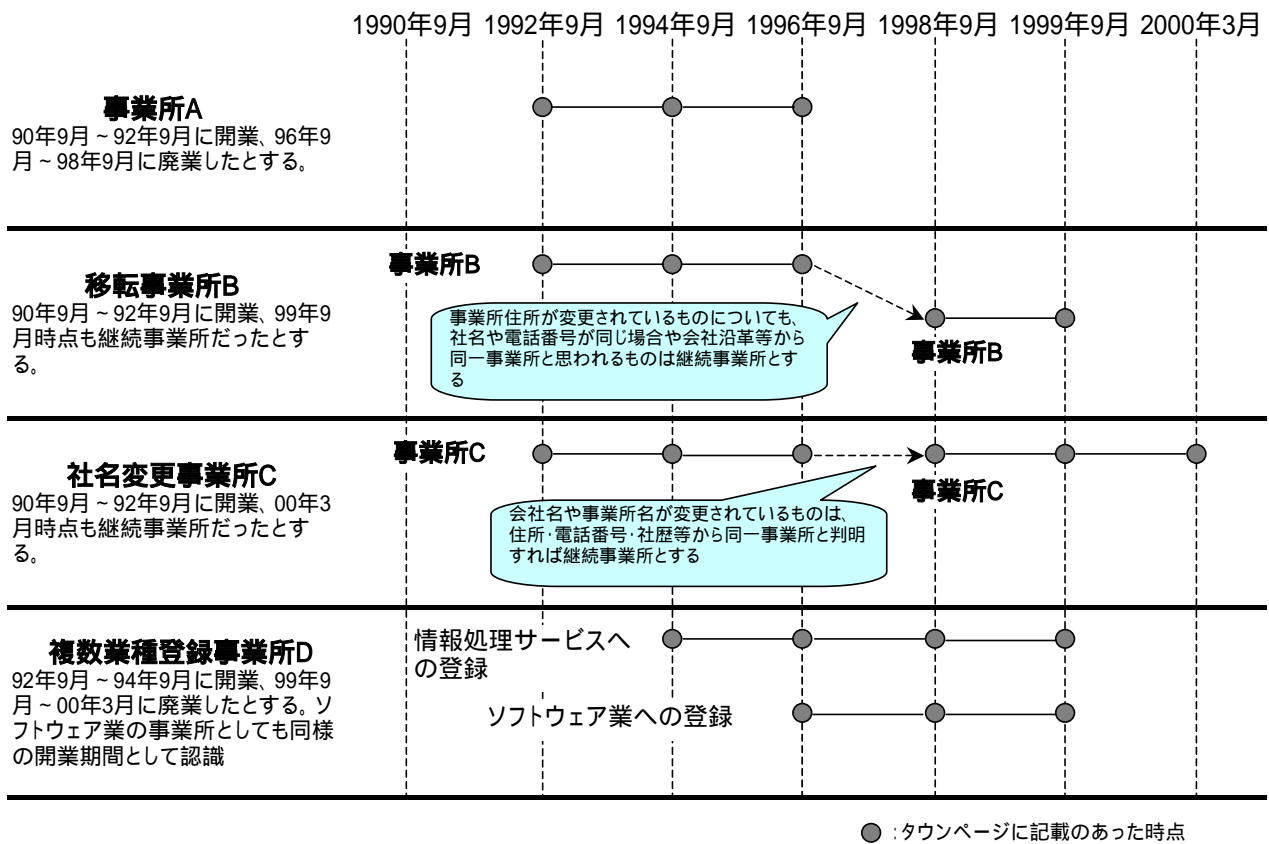 1990年9月 1992年9月 1994年9月 1996年9月 1998年9月 1999年9月 2000年3月
事業所A
90年9月～92年9月に開業、96年9
月～98年9月に廃業したとする。
移転事業所B
90年9月～92年9月に開業、99年9
月時点も継続事業所だったとす
る。
事業所B
事業所住所が変更されているものについても、
社名や電話番号が同じ場合や会社沿革等から
同一事業所と思われるものは継続事業所とす
る
事業所B
社名変更事業所C
90年9月～92年9月に開業、00年3
月時点も継続事業所だったとす
る。
事業所C
事業所C
会社名や事業所名が変更されているものは、
住所・電話番号・社歴等から同一事業所と判明
すれば継続事業所とする
複数業種登録事業所D
92年9月～94年9月に開業、99年9
月～00年3月に廃業したとする。ソ
フトウェア業の事業所としても同様
の開業期間として認識
情報処理サービスへ
の登録
ソフトウェア業への登録
:タウンページに記載のあった時点